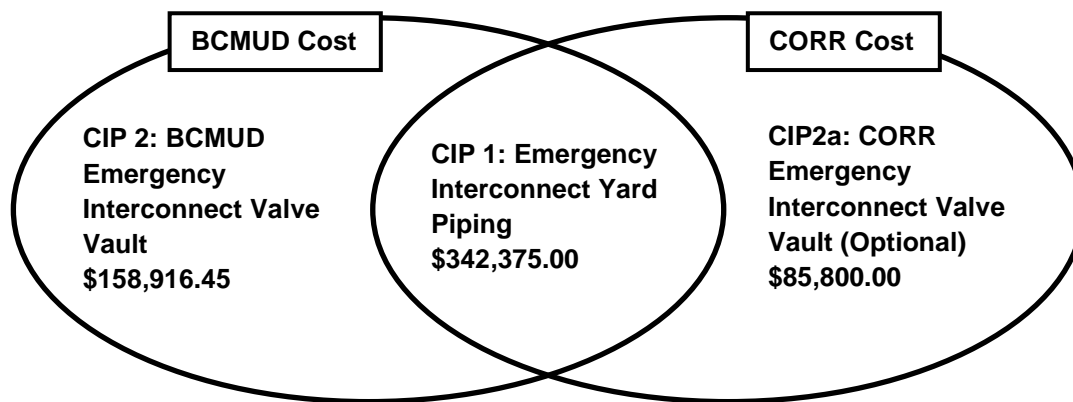 BCMUD Cost
CORR Cost
CIP 2: BCMUD
Emergency
Interconnect Valve
Vault
$158,916.45
CIP 1: Emergency
Interconnect Yard
Piping
$342,375.00
CIP2a: CORR
Emergency
Interconnect Valve
Vault (Optional)
$85,800.00